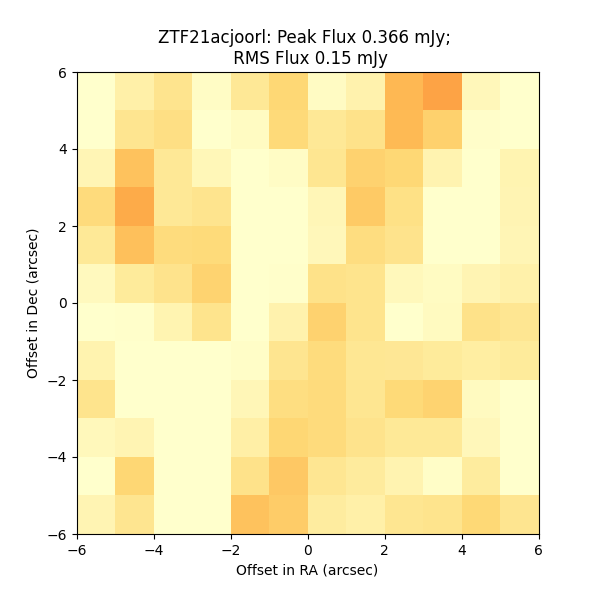 ZTF21acjoorl: Peak Flux 0.366 mJy;
RMS Flux 0.15 mJy
6
4
2
0
−2
−4
−6
Offset in Dec (arcsec)
−6 −4 −2 0 2 4 6
Offset in RA (arcsec)